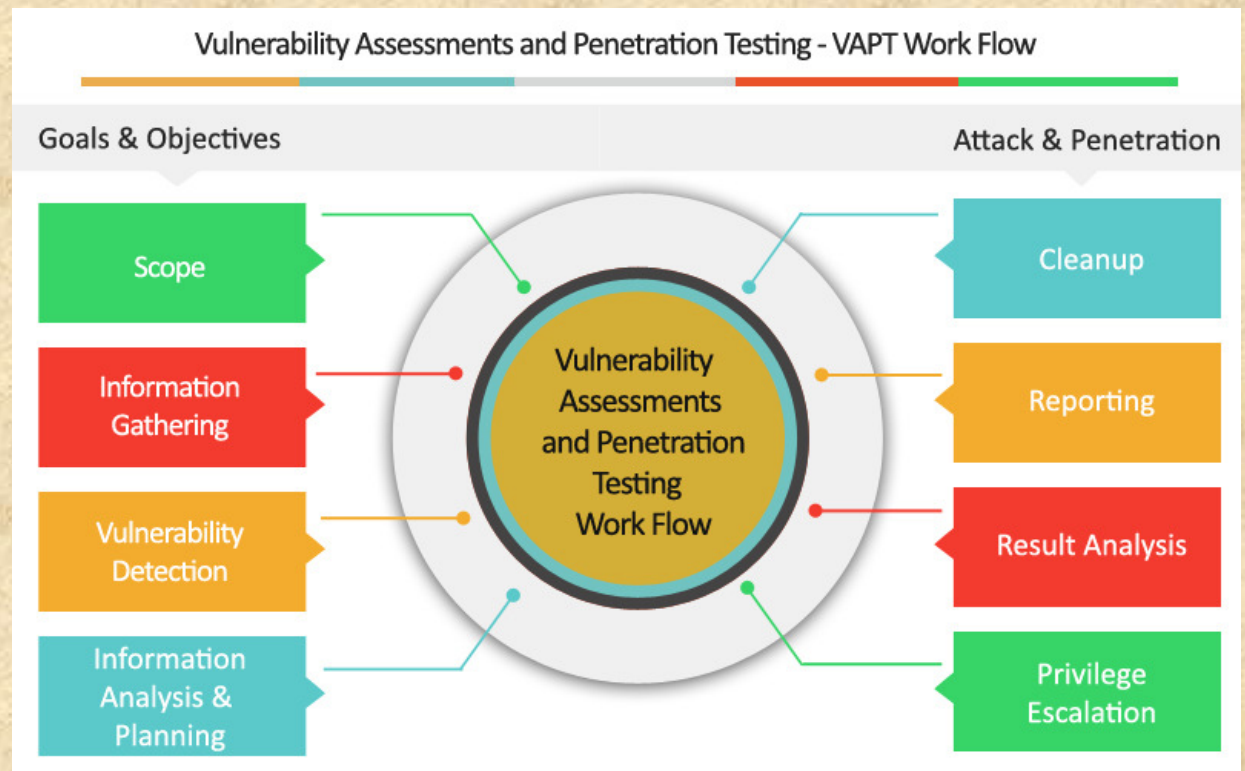 Vulnerability Assessments and Penetration Testing - VAPT Work Flow
Goals & Objectives
Attack & Penetration
Scope
Information
Gathering
Vulnerability
Detection
Information
Analysis &
Planning
Vulnerability
Assessments
and Penetration
Testing
Work Flow
Cleanup
Reporting
Result Analysis
Privilege
Escalation